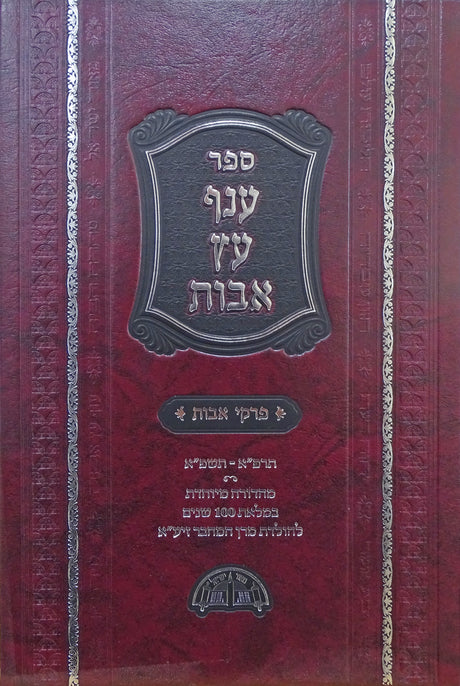 ספר
ענף
עץ
אבות
פרקי אבות
תרפ״א - תשפ״א
מהדורה מיוחדת
במלאת 100 שנים
להולדת מרן המחבר זיע״א